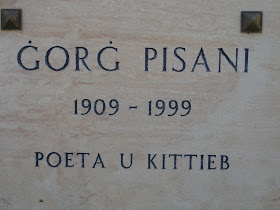 ĠORĠ PISANI
1909 - 1999
POETA U KITTIEB